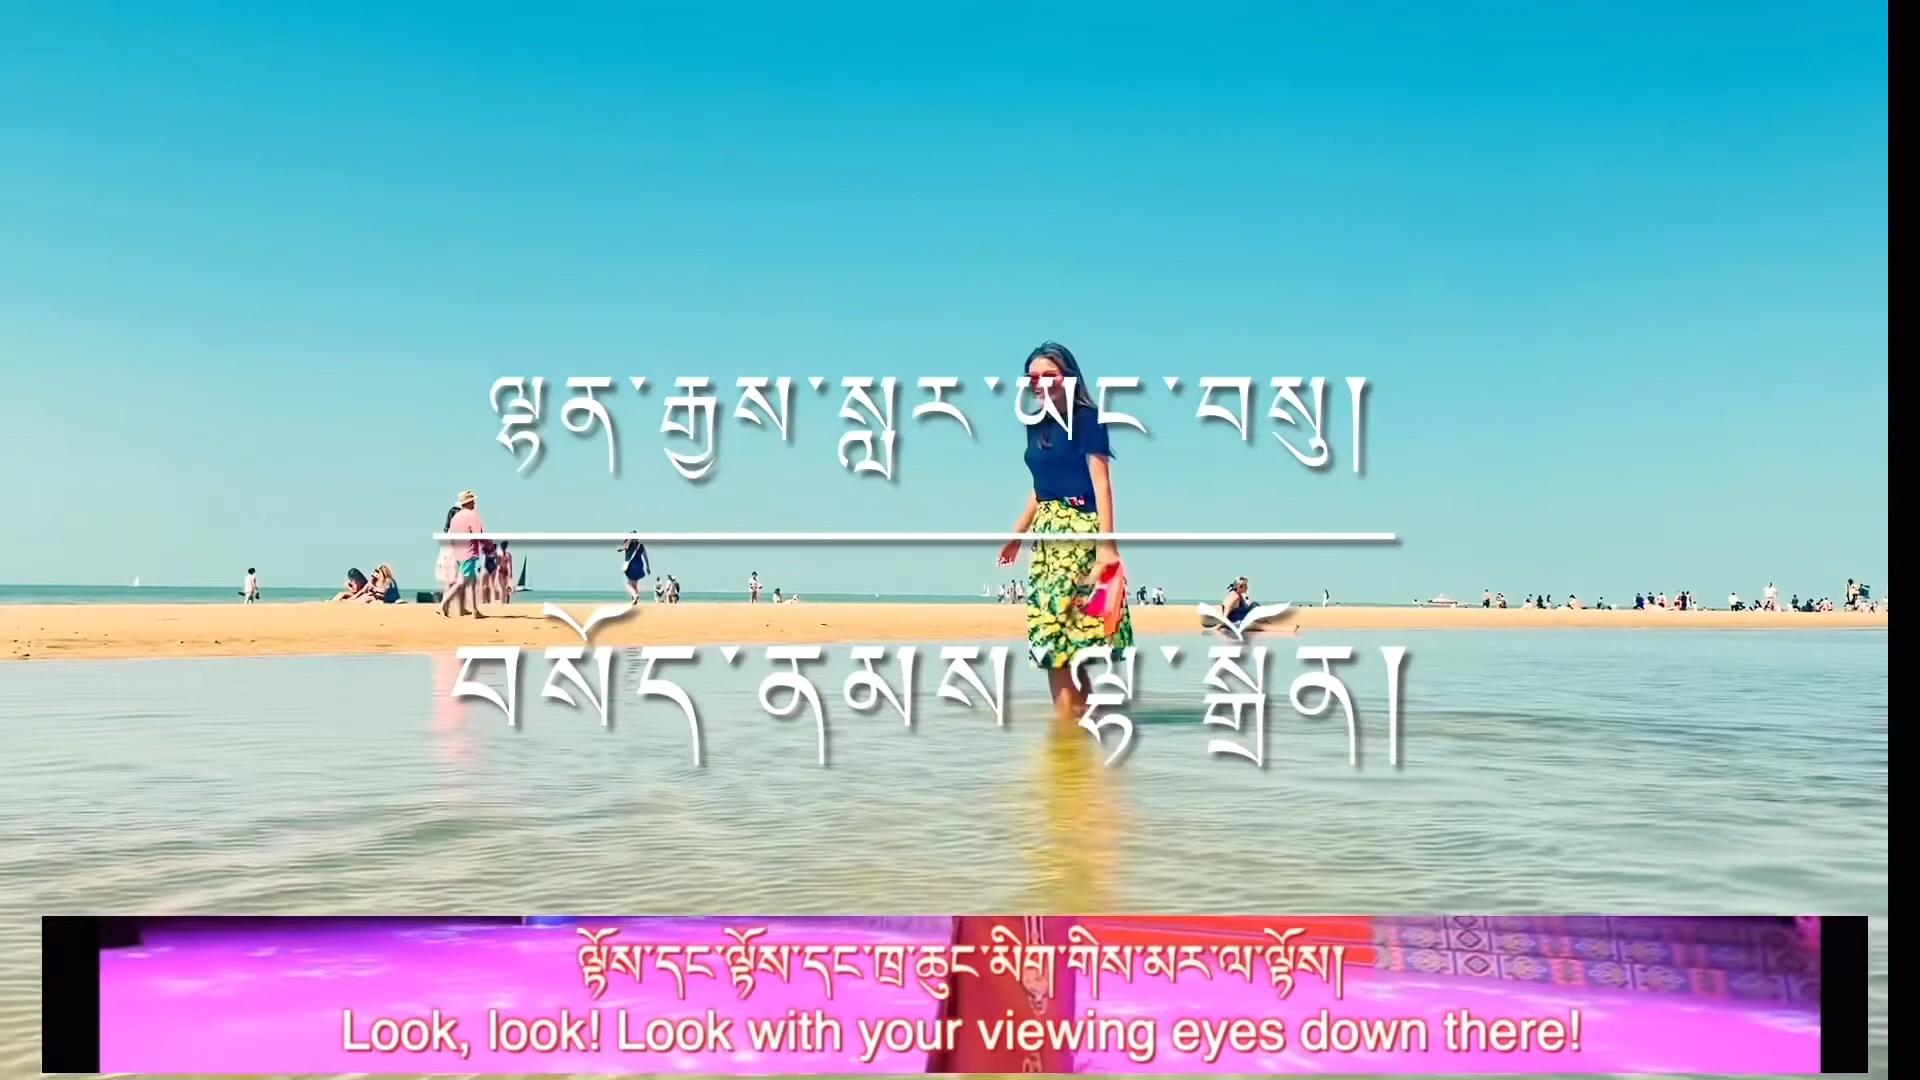 ལྷན་རྒྱས་སླར་ཡང་བསུ།
བསོད་ནམས་ལྷ་སྒྲོན།
ལྟོས་དང་ལྟོས་དང་ཁྲ་ཆུང་མིག་གིས་མར་ལ་ལྟོས།
Look, look! Look with your viewing eyes down there!